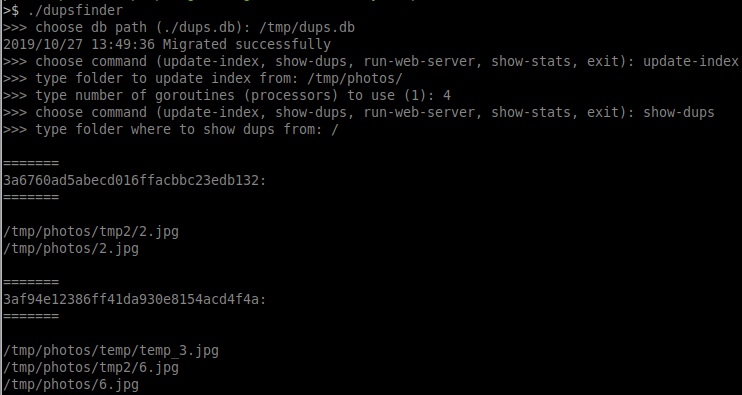 >$ ./dupsfinder
>>> choose db path (./dups.db): /tmp/dups.db
2019/10/27 13:49:36 Migrated successfully
>>> choose command (update-index, show-dups, run-web-server, show-stats, exit): update-index
>>> type folder to update index from: /tmp/photos/
>>> type number of goroutines (processors) to use (1): 4
>>> choose command (update-index, show-dups, run-web-server, show-stats, exit): show-dups
>>> type folder where to show dups from: /
=======
3a6760ad5abecd016ffacbbc23edb132:
=======
/tmp/photos/tmp2/2.jpg
/tmp/photos/2.jpg
=======
3af94e12386ff41da930e8154acd4f4a:
=======
/tmp/photos/temp/temp_3.jpg
/tmp/photos/tmp2/6.jpg
/tmp/photos/6.jpg